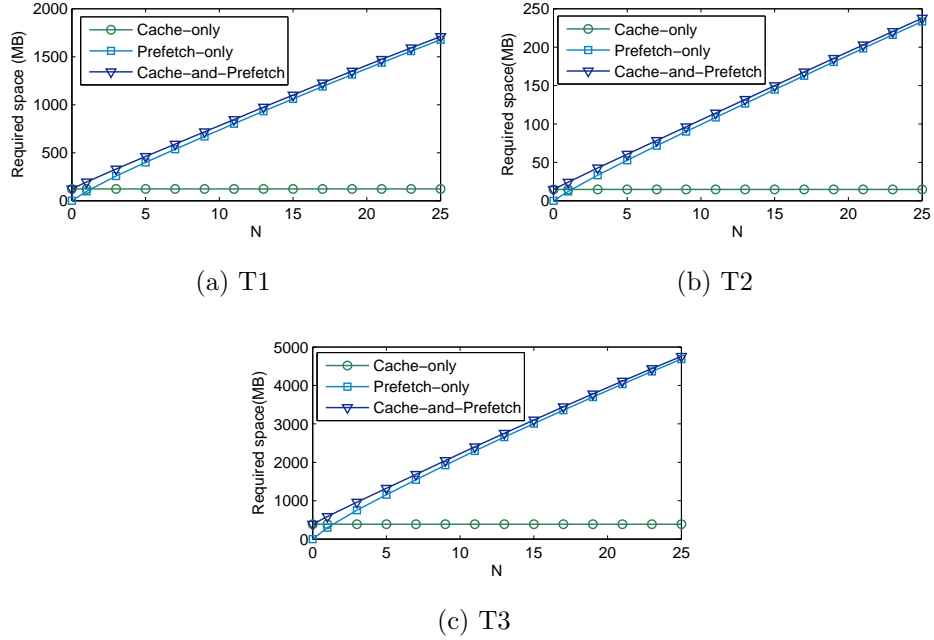 2000
1500
1000
500
0
Required space (MB)
Cache−only
Prefetch−only
Cache−and−Prefetch
0 5 10 15 20 25
N
(a) T1
250
200
150
100
50
0
Required space(MB)
Cache−only
Prefetch−only
Cache−and−Prefetch
0 5 10 15 20 25
N
(b) T2
5000
4000
3000
2000
1000
0
Required space(MB)
Cache−only
Prefetch−only
Cache−and−Prefetch
0 5 10 15 20 25
N
(c) T3